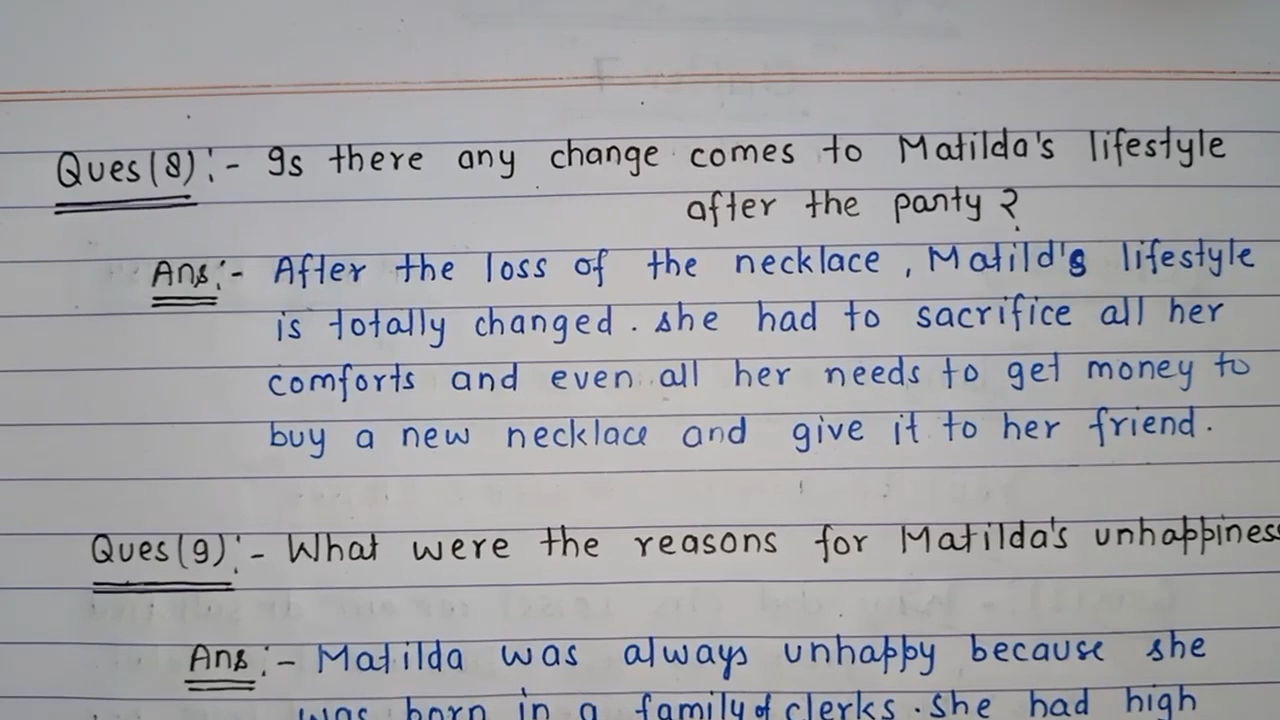 Ques(8):- Is there any change comes to Matilda's lifestyle
after the party?
Ans:- After the loss of the necklace, Matild's lifestyle
is totally changed. she had to sacrifice all her
comforts and even all her needs to get money to
buy a new necklace and give it to her friend.
Ques(9):- What were the reasons for Matilda's unhappiness
Ans:- Matilda was always unhappy because she
was born in a family of clerks. she had high